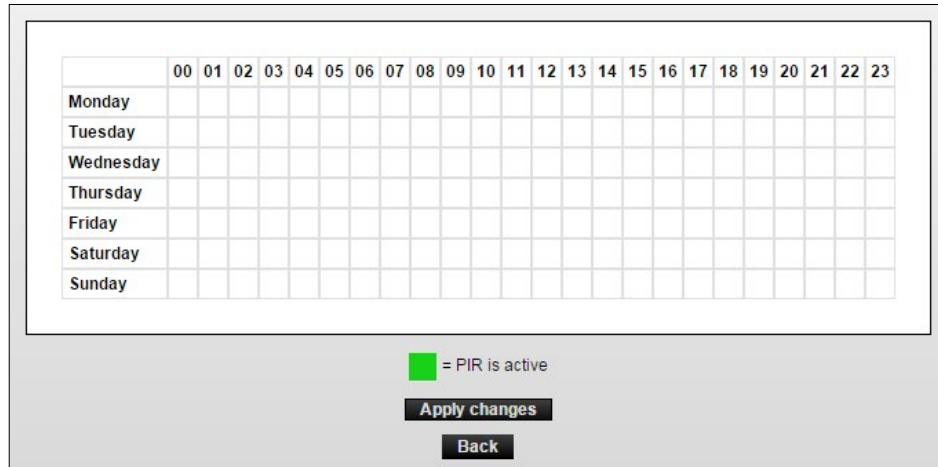 00 01 02 03 04 05 06 07 08 09 10 11 12 13 14 15 16 17 18 19 20 21 22 23
Monday
Tuesday
Wednesday
Thursday
Friday
Saturday
Sunday
= PIR is active
Apply changes
Back